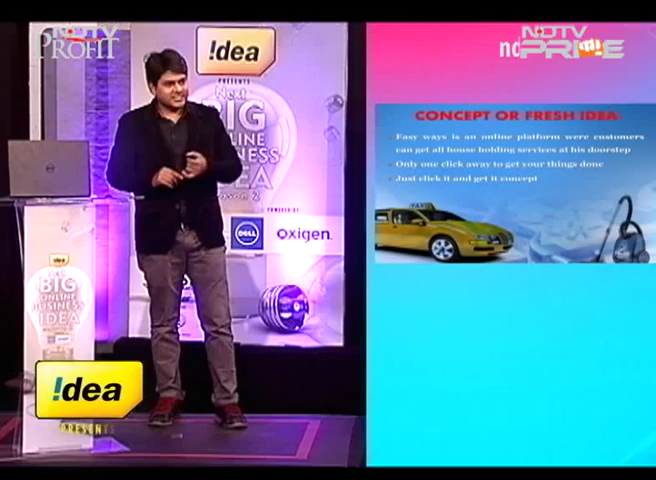 NDTV
PROFIT
!dea
PRESENTS
Next
BIG
ONLINE
BUSINESS
IDEA
Season 2
POWERED BY
DELL
oxigen
DELL
!dea
BIG
ONLINE
BUSINESS
IDEA
!dea
PRESENTS
NDTV
PRIME
CONCEPT OR FRESH IDEA
Easy ways is an online platform were customers
can get all house holding services at his doorstep
Only one click away to get your things done
Just click it and get it concept
TAXI